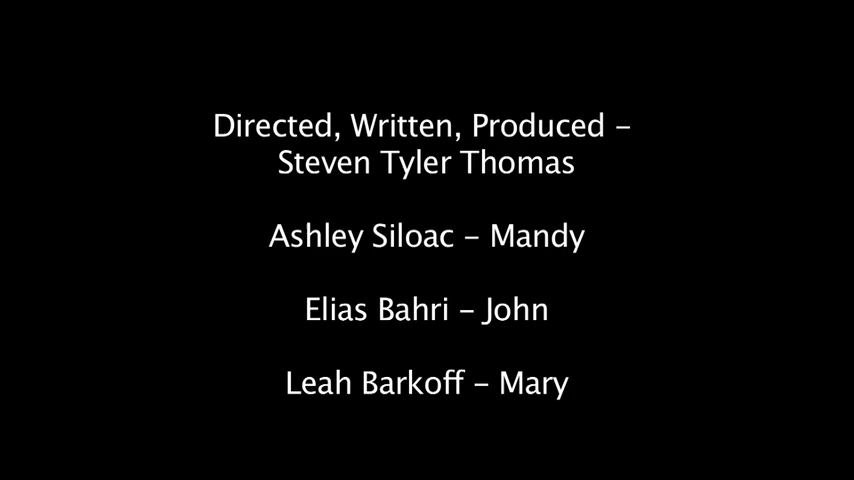 Directed, Written, Produced –
Steven Tyler Thomas
Ashley Siloac – Mandy
Elias Bahri – John
Leah Barkoff – Mary